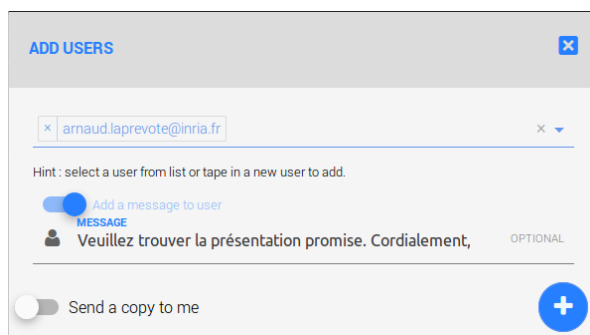 ADD USERS
× arnaud.laprevote@inria.fr ×
Hint : select a user from list or tape in a new user to add.
Add a message to user
MESSAGE
Veuillez trouver la présentation promise. Cordialement, OPTIONAL
Send a copy to me